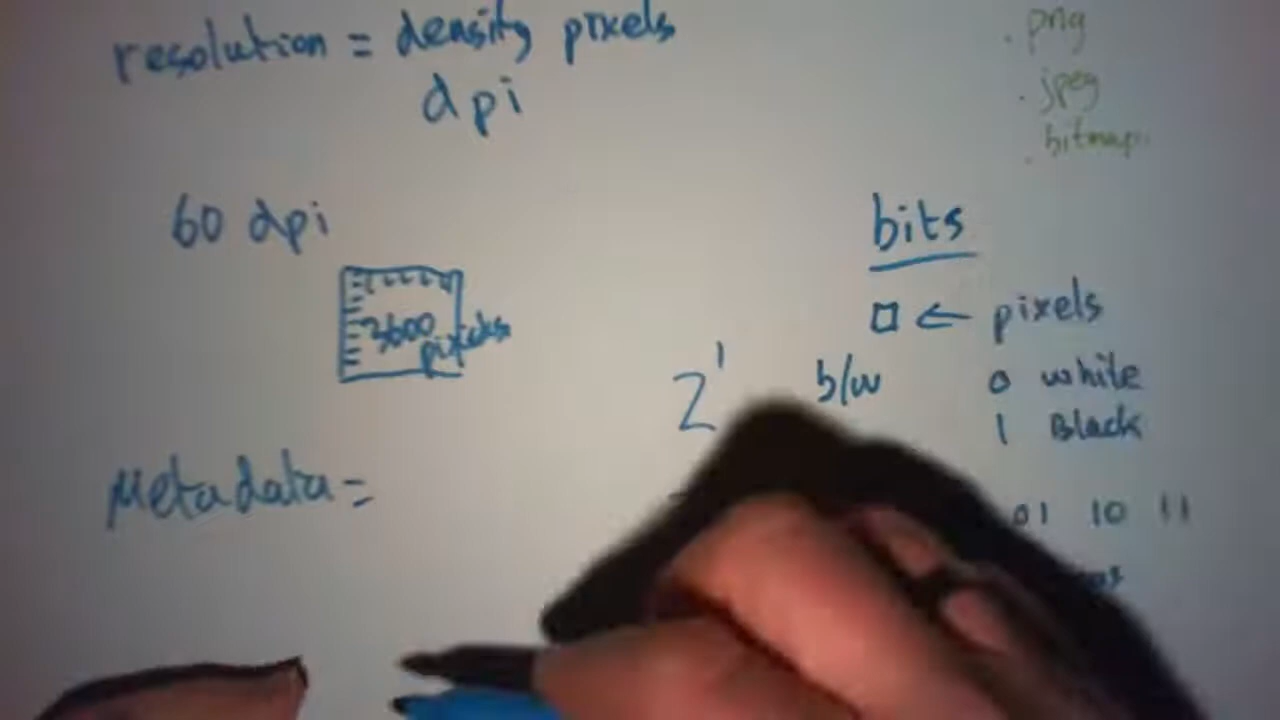 resolution = density pixels
dpi
.png
.jpeg
.bitmap
60 dpi
3600
pixels
bits
□ ← pixels
2¹ b/w 0 white
1 Black
Metadata =
01 10 11